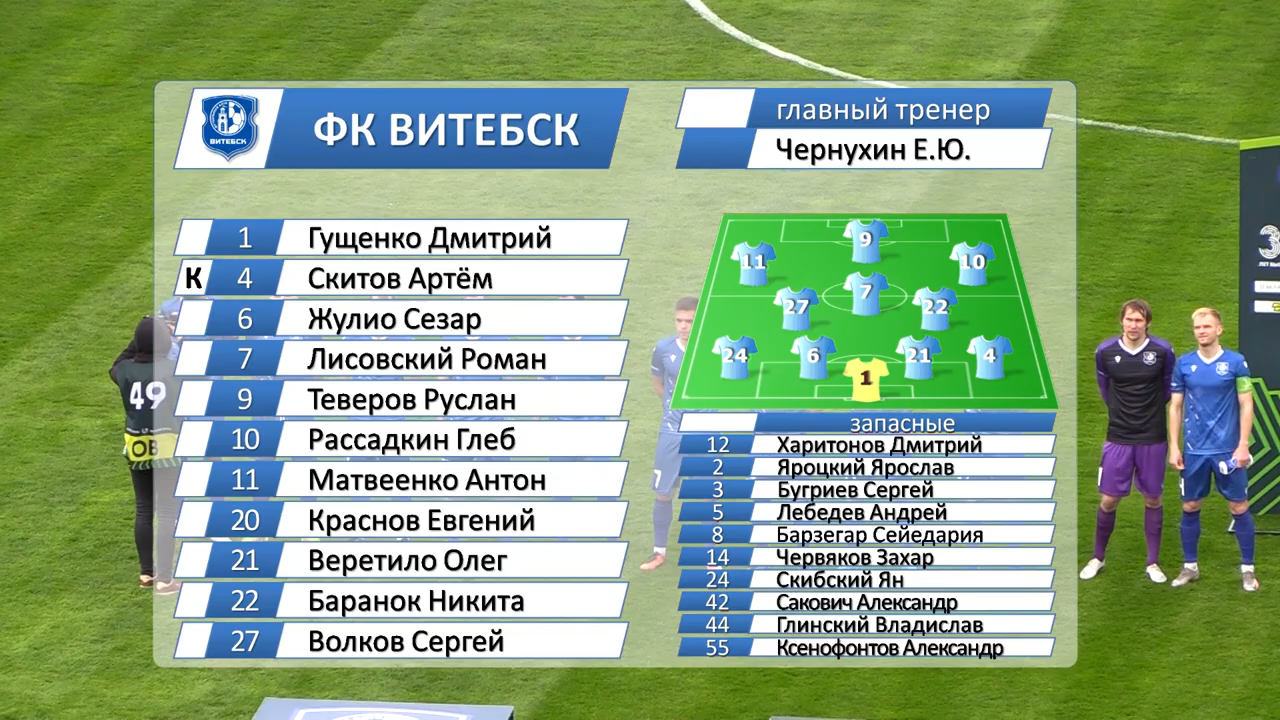 ВИТЕБСК
ФК ВИТЕБСК
главный тренер
Чернухин Е.Ю.
1 Гущенко Дмитрий
К 4 Скитов Артём
6 Жулио Сезар
7 Лисовский Роман
9 Теверов Руслан
10 Рассадкин Глеб
11 Матвеенко Антон
20 Краснов Евгений
21 Веретило Олег
22 Баранок Никита
27 Волков Сергей
9
11 10
7
27 22
24 6 21 4
1
запасные
12 Харитонов Дмитрий
2 Яроцкий Ярослав
3 Бугриев Сергей
5 Лебедев Андрей
8 Барзегар Сейедария
14 Червяков Захар
24 Скибский Ян
42 Сакович Александр
44 Глинский Владислав
55 Ксенофонтов Александр
49
ОВ
3